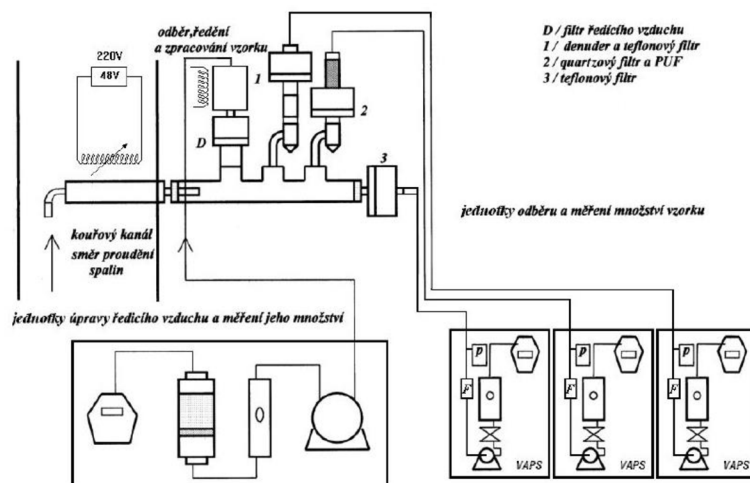 odběr,ředění
a zpracování vzorku
D / filtr ředícího vzduchu
1 / denuder a teflonový filtr
2 / quartzový filtr a PUF
3 / teflonový filtr
220V
48V
1
2
D
3
jednotky odběru a měření množství vzorku
kouřový kanál
směr proudění
spalin
jednotky úpravy ředicího vzduchu a měření jeho množství
P
P
P
F
F
F
VAPS
VAPS
VAPS